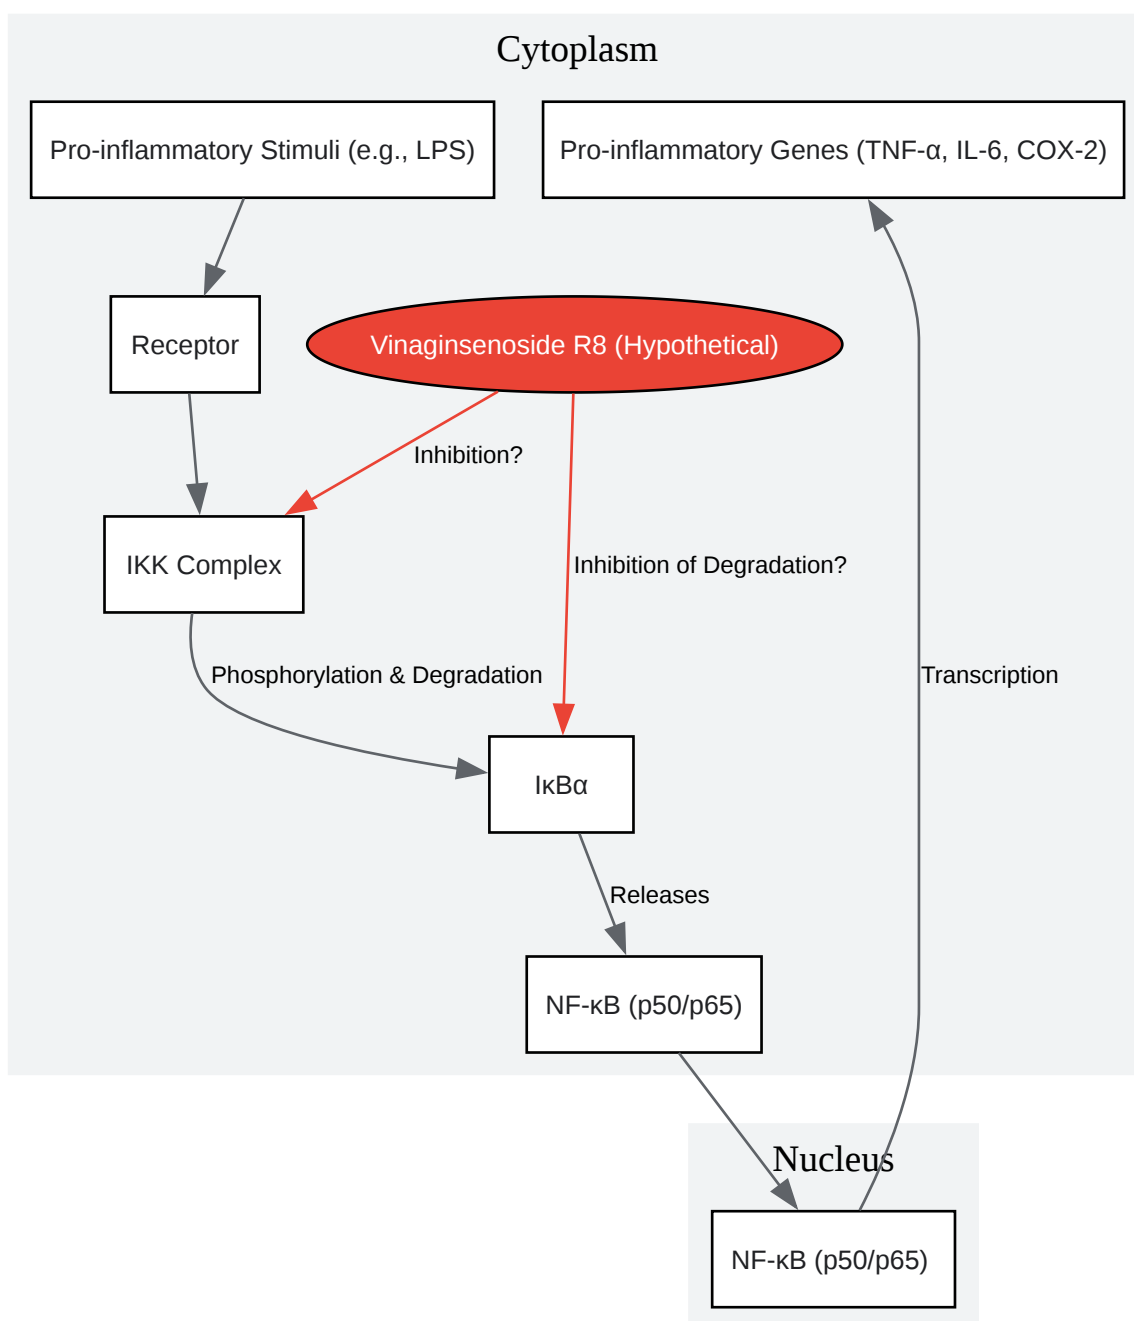 Cytoplasm
Pro-inflammatory Stimuli (e.g., LPS)
Pro-inflammatory Genes (TNF-α, IL-6, COX-2)
Receptor
Vinaginsenoside R8 (Hypothetical)
Inhibition?
IKK Complex
Inhibition of Degradation?
Phosphorylation & Degradation
Transcription
IκBα
Releases
NF-κB (p50/p65)
Nucleus
NF-κB (p50/p65)